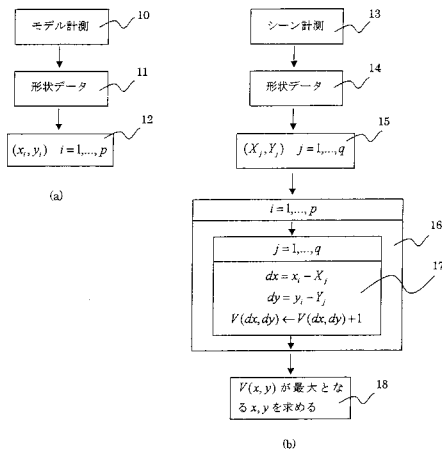 モデル計測
10
形状データ
11
12
(x_i, y_i) i=1,...,p
(a)
シーン計測
13
形状データ
14
15
(X_j, Y_j) j=1,...,q
i=1,...,p
16
j=1,...,q
17
dx = x_i − X_j
dy = y_i − Y_j
V(dx,dy) ← V(dx,dy)+1
V(x,y) が最大とな
る x, y を求める
18
(b)